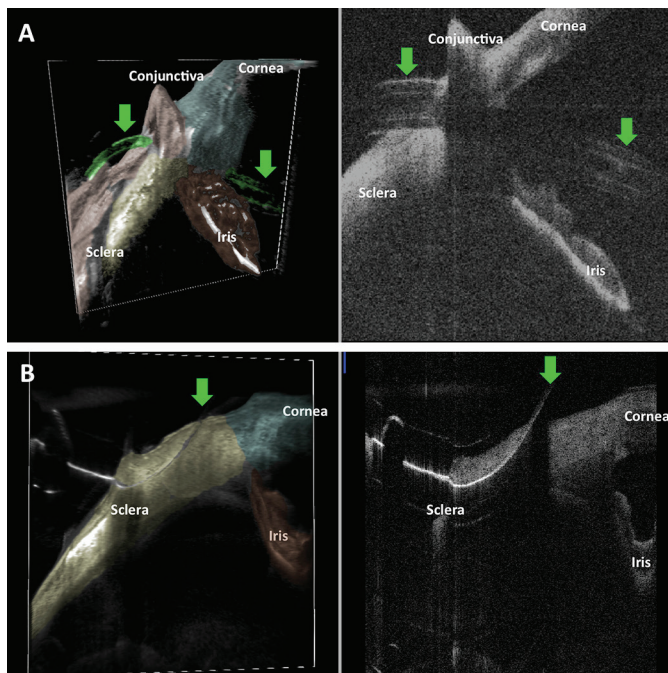 A
Conjunctiva
Cornea
Sclera
Iris
Conjunctiva
Cornea
Sclera
Iris
B
Cornea
Sclera
Iris
Cornea
Sclera
Iris